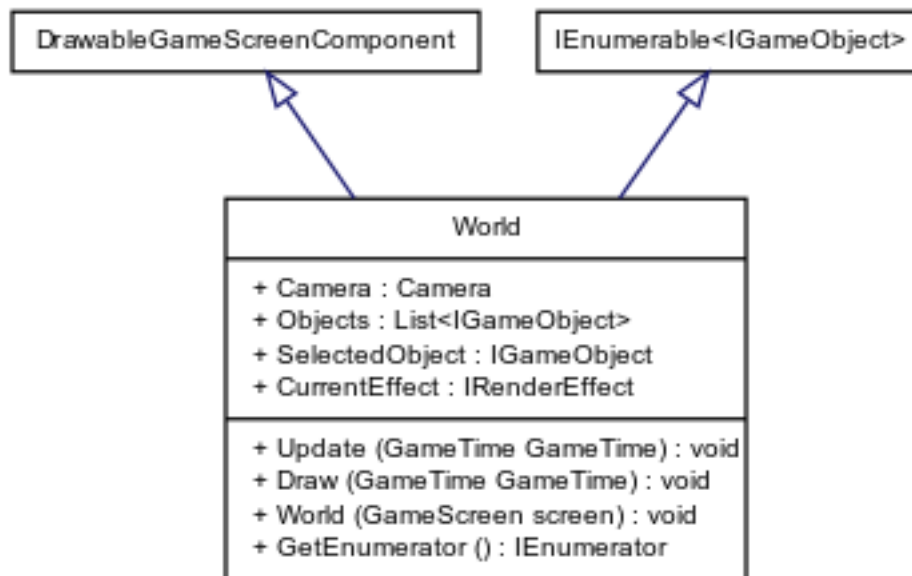 DrawableGameScreenComponent
IEnumerable<IGameObject>
World
+ Camera : Camera
+ Objects : List<IGameObject>
+ SelectedObject : IGameObject
+ CurrentEffect : IRenderEffect
+ Update (GameTime GameTime) : void
+ Draw (GameTime GameTime) : void
+ World (GameScreen screen) : void
+ GetEnumerator () : IEnumerator